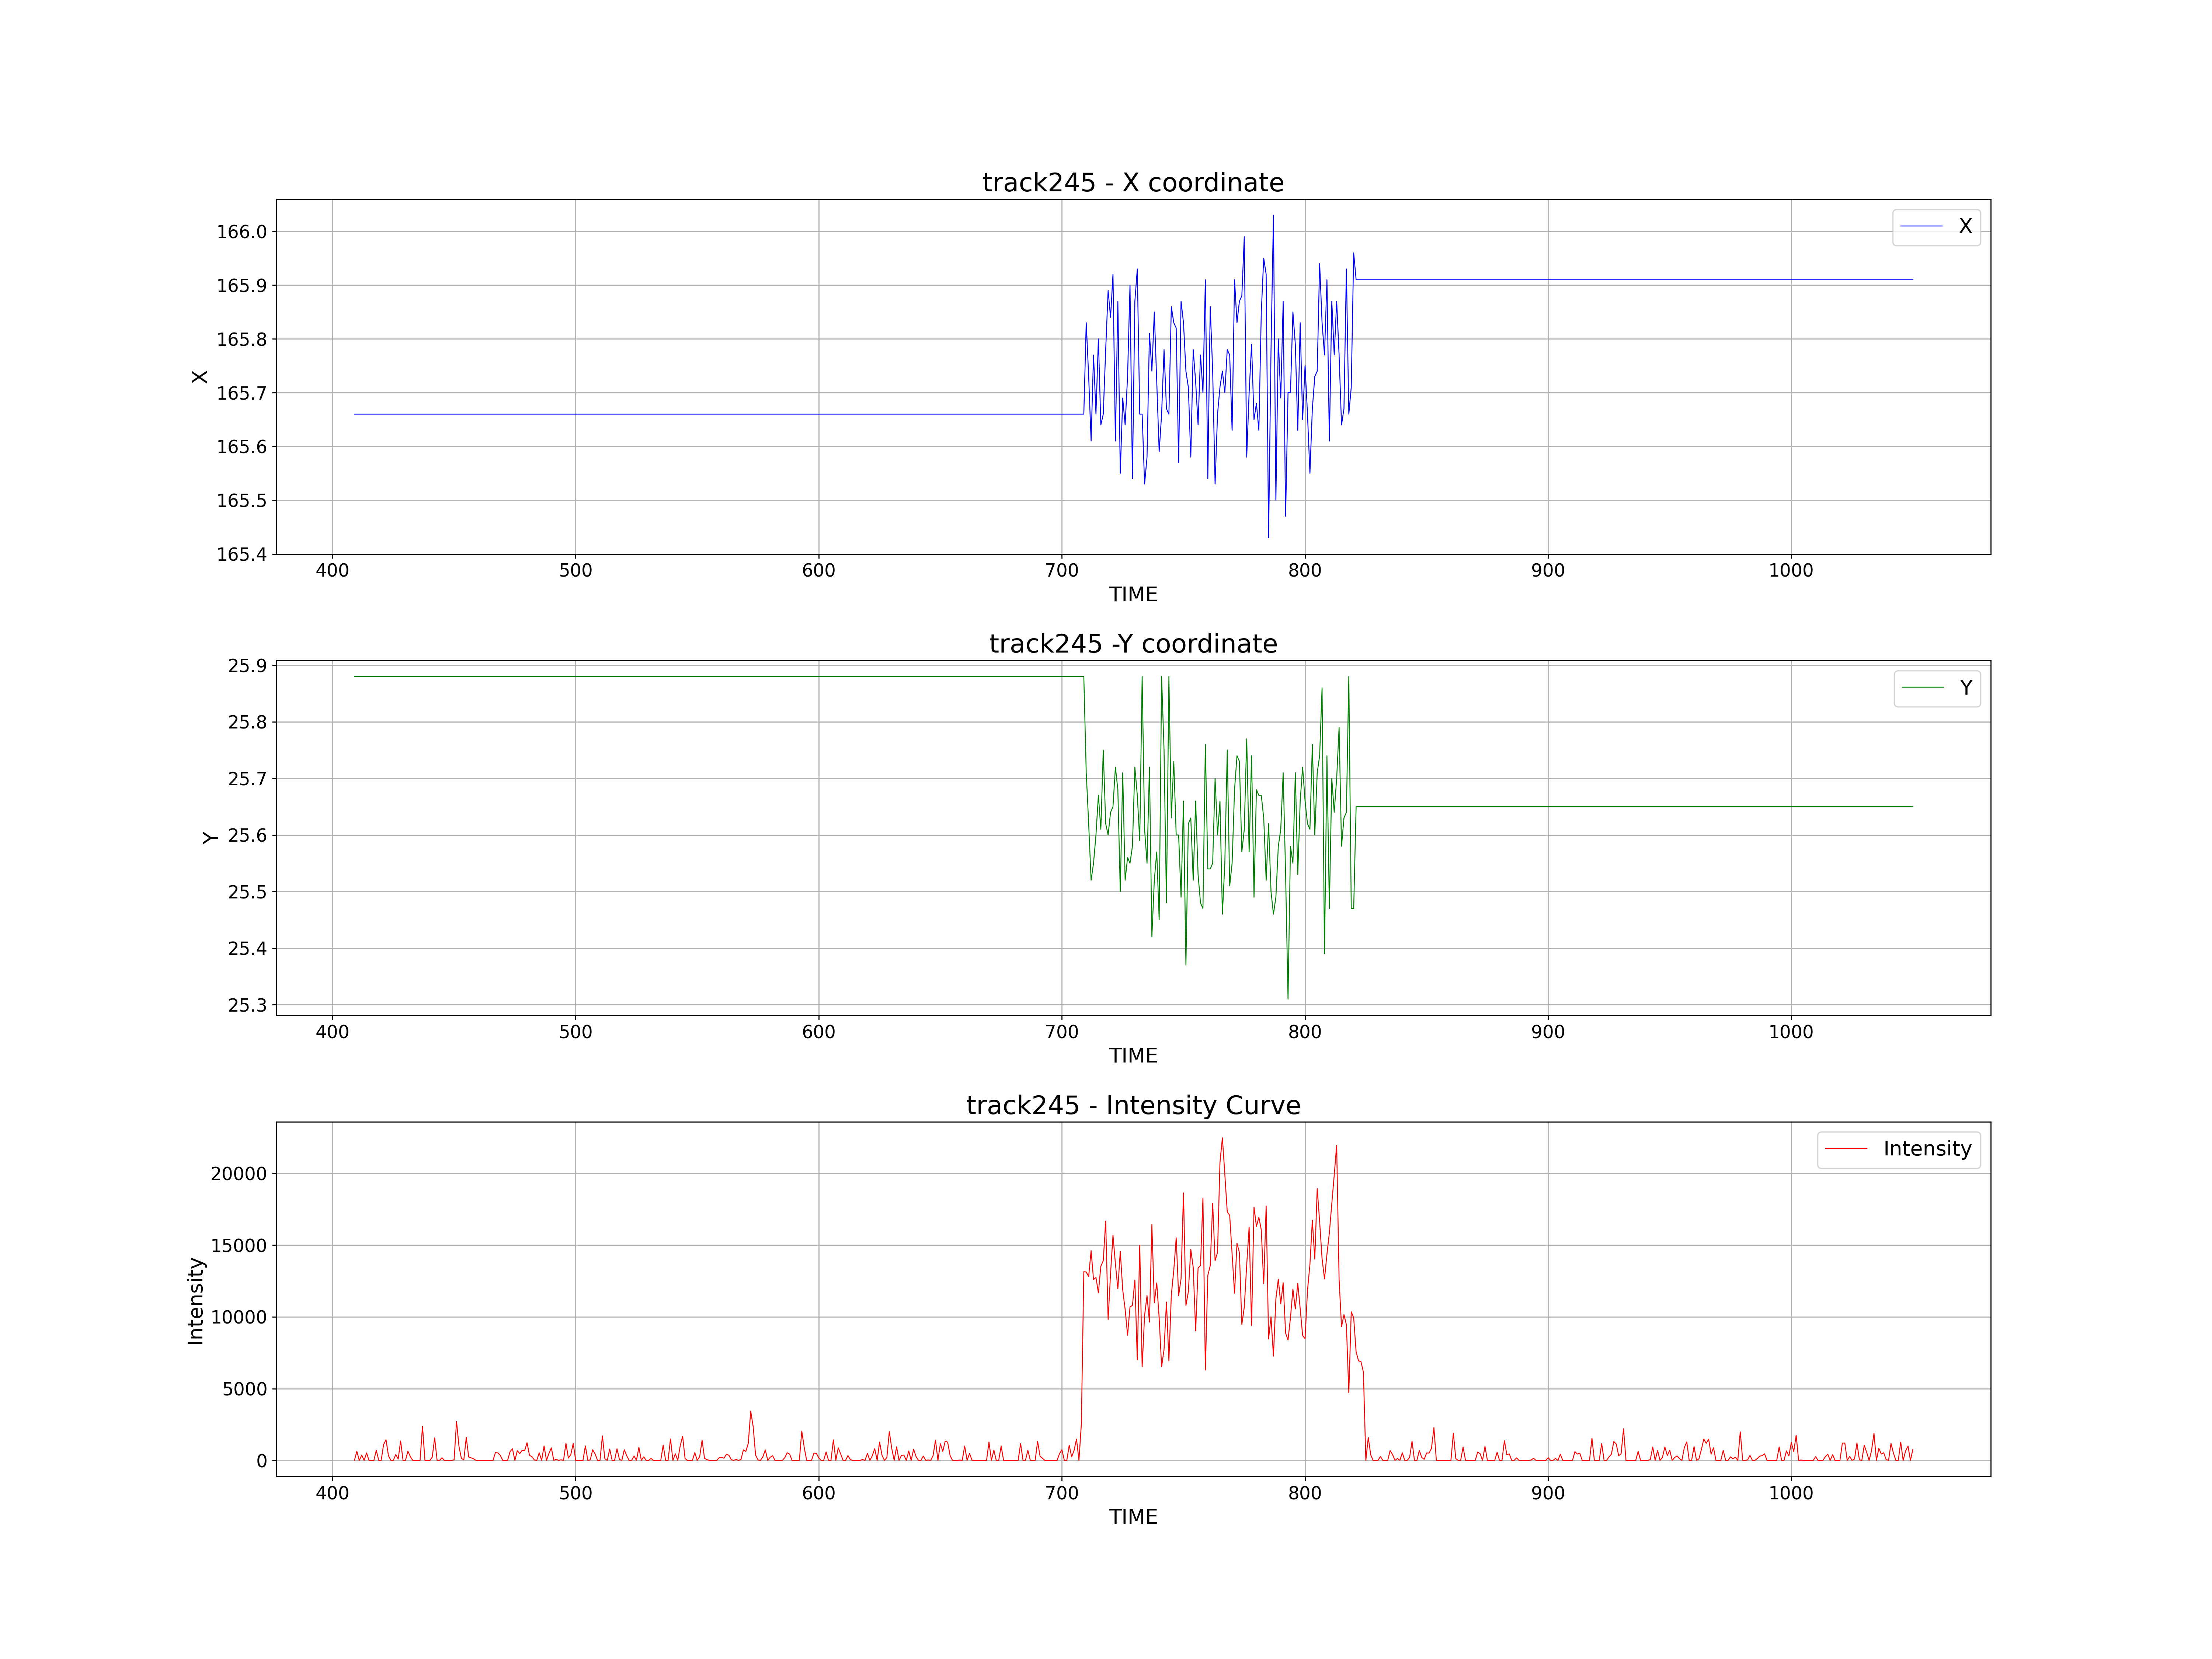 track245 - X coordinate
166.0
165.9
165.8
165.7
165.6
165.5
165.4
X
X
400 500 600 700 800 900 1000
TIME
track245 -Y coordinate
25.9
25.8
25.7
25.6
25.5
25.4
25.3
Y
Y
400 500 600 700 800 900 1000
TIME
track245 - Intensity Curve
20000
15000
10000
5000
0
Intensity
Intensity
400 500 600 700 800 900 1000
TIME